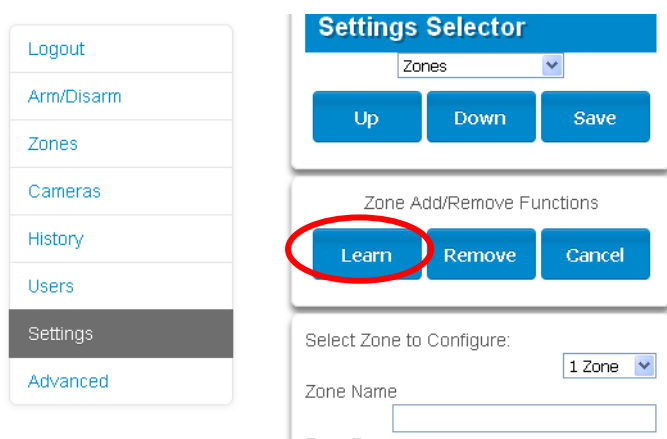 Logout
Arm/Disarm
Zones
Cameras
History
Users
Settings
Advanced
Settings Selector
Zones
Up Down Save
Zone Add/Remove Functions
Learn Remove Cancel
Select Zone to Configure:
1 Zone
Zone Name